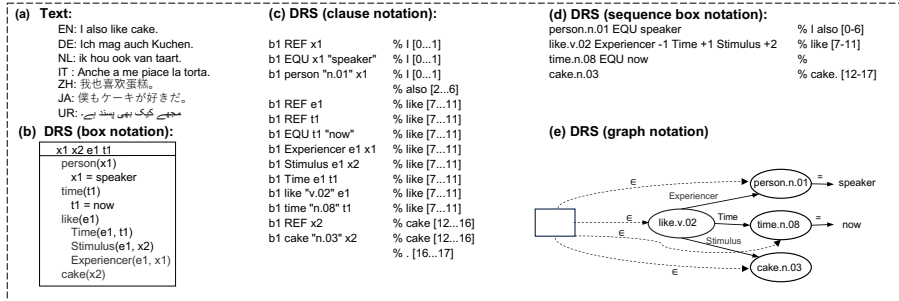 (a) Text:
EN: I also like cake.
DE: Ich mag auch Kuchen.
NL: ik hou ook van taart.
IT : Anche a me piace la torta.
ZH: 我也喜欢蛋糕。
JA: 僕もケーキが好きだ。
UR: مجھے کیک بھی پسند ہے۔
(b) DRS (box notation):
x1 x2 e1 t1
person(x1)
x1 = speaker
time(t1)
t1 = now
like(e1)
Time(e1, t1)
Stimulus(e1, x2)
Experiencer(e1, x1)
cake(x2)
(c) DRS (clause notation):
b1 REF x1 % I [0...1]
b1 EQU x1 "speaker" % I [0...1]
b1 person "n.01" x1 % I [0...1]
% also [2...6]
b1 REF e1 % like [7...11]
b1 REF t1 % like [7...11]
b1 EQU t1 "now" % like [7...11]
b1 Experiencer e1 x1 % like [7...11]
b1 Stimulus e1 x2 % like [7...11]
b1 Time e1 t1 % like [7...11]
b1 like "v.02" e1 % like [7...11]
b1 time "n.08" t1 % like [7...11]
b1 REF x2 % cake [12...16]
b1 cake "n.03" x2 % cake [12...16]
% . [16...17]
(d) DRS (sequence box notation):
person.n.01 EQU speaker % I also [0-6]
like.v.02 Experiencer -1 Time +1 Stimulus +2 % like [7-11]
time.n.08 EQU now %
cake.n.03 % cake. [12-17]
(e) DRS (graph notation)
∈
person.n.01
=
speaker
Experiencer
∈
like.v.02
Time
time.n.08
=
now
∈
Stimulus
∈
cake.n.03